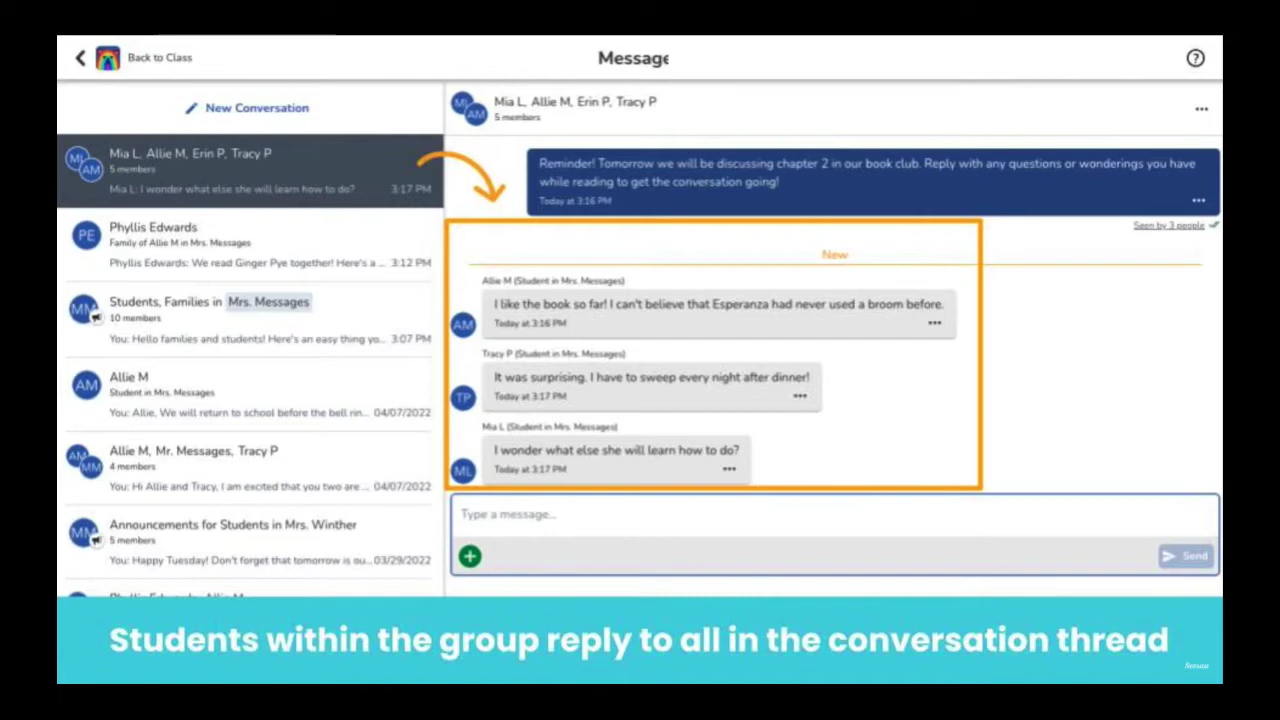 Back to Class
Message
New Conversation
Mia L, Allie M, Erin P, Tracy P
5 members
Mia L: I wonder what else she will learn how to do? 3:17 PM
Phyllis Edwards
Family of Allie M in Mrs. Messages
Phyllis Edwards: We read Ginger Pye together! Here's a ... 3:12 PM
Students, Families in Mrs. Messages
10 members
You: Hello families and students! Here's an easy thing yo... 3:07 PM
Allie M
Student in Mrs. Messages
You: Allie, We will return to school before the bell rin... 04/07/2022
Allie M, Mr. Messages, Tracy P
4 members
You: Hi Allie and Tracy, I am excited that you two are ... 04/07/2022
Announcements for Students in Mrs. Winther
5 members
You: Happy Tuesday! Don't forget that tomorrow is ou... 03/29/2022
Mia L, Allie M, Erin P, Tracy P
5 members
Reminder! Tomorrow we will be discussing chapter 2 in our book club. Reply with any questions or wonderings you have
while reading to get the conversation going!
Today at 3:16 PM
Seen by 3 people
New
Allie M (Student in Mrs. Messages)
I like the book so far! I can't believe that Esperanza had never used a broom before.
AM
Today at 3:16 PM
Tracy P (Student in Mrs. Messages)
It was surprising. I have to sweep every night after dinner!
TP
Today at 3:17 PM
Mia L (Student in Mrs. Messages)
I wonder what else she will learn how to do?
ML
Today at 3:17 PM
Type a message...
Send
Students within the group reply to all in the conversation thread
Seesaw